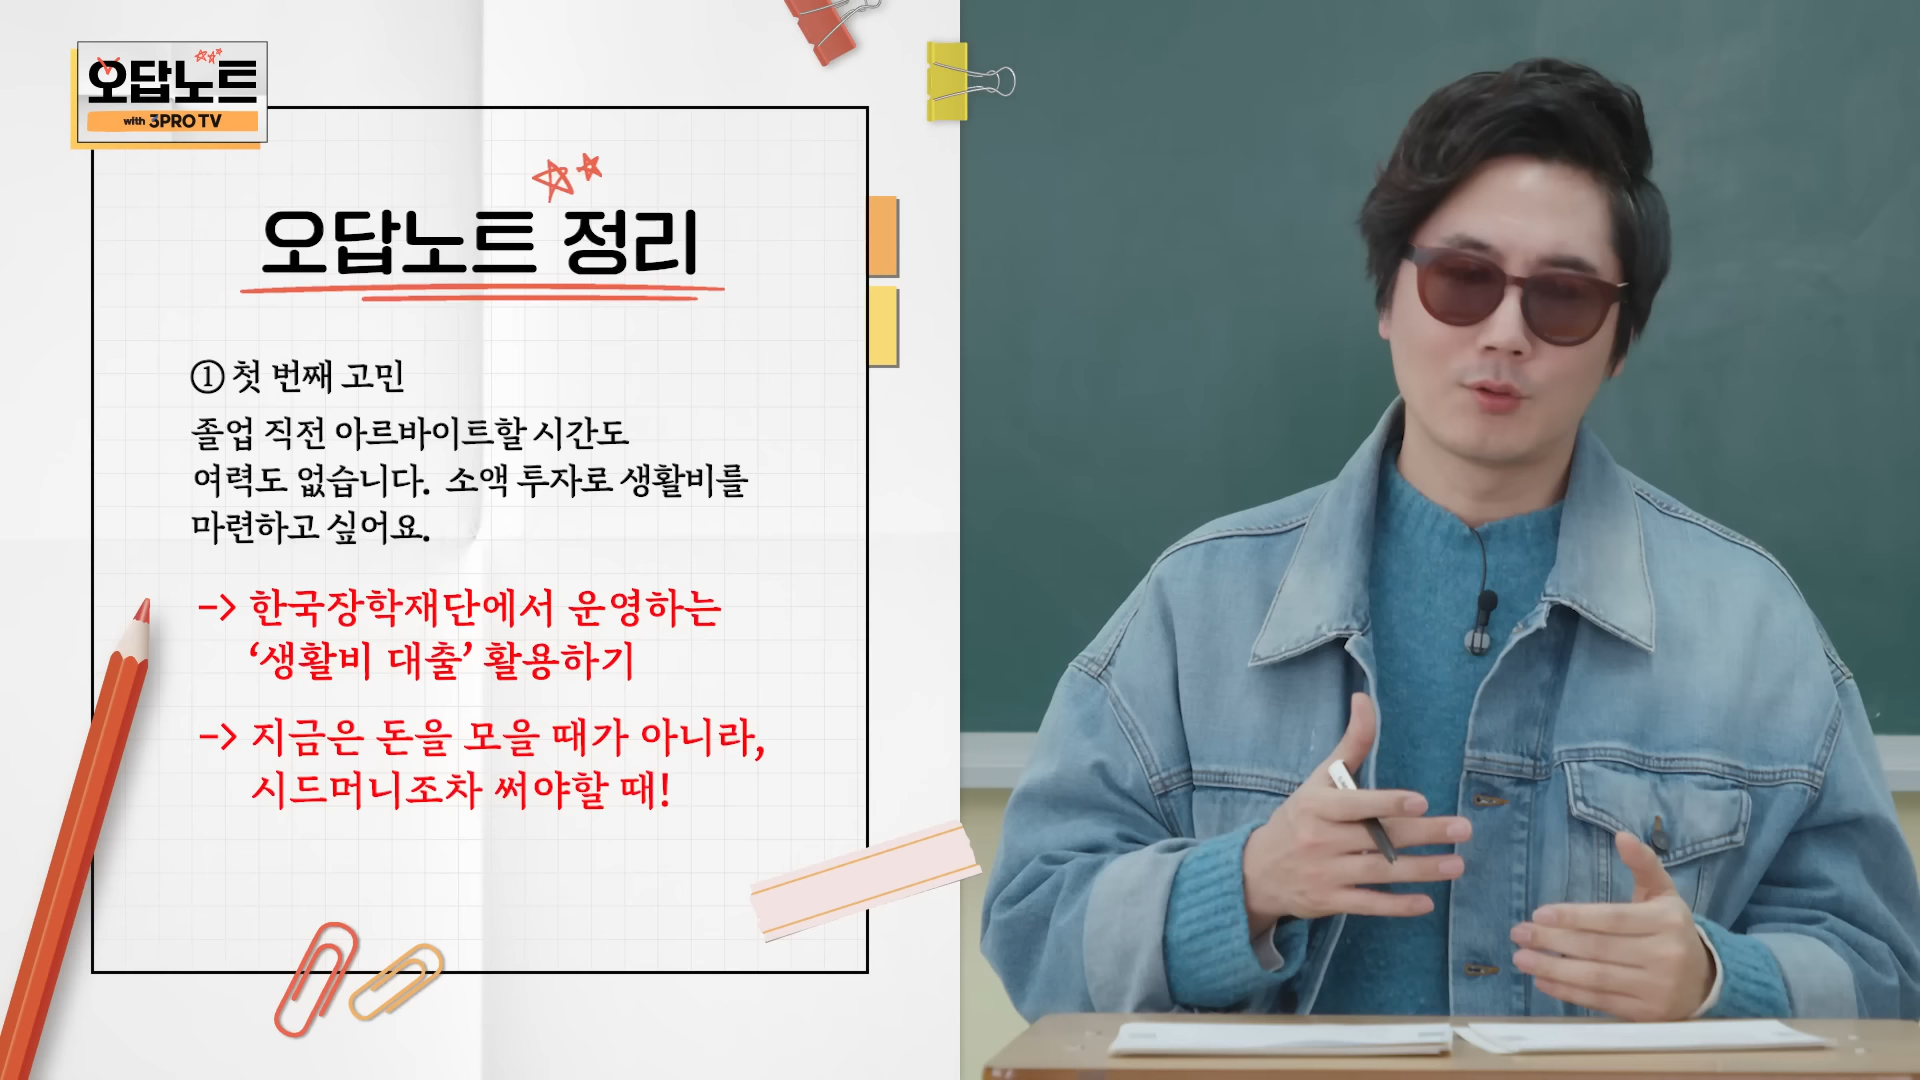 오답노트
with 3PRO TV
오답노트 정리
① 첫 번째 고민
졸업 직전 아르바이트할 시간도
여력도 없습니다. 소액 투자로 생활비를
마련하고 싶어요.
-> 한국장학재단에서 운영하는
‘생활비 대출’ 활용하기
-> 지금은 돈을 모을 때가 아니라,
시드머니조차 써야할 때!